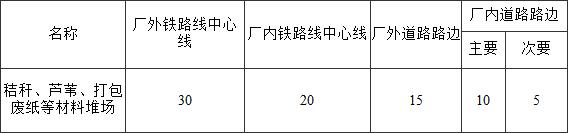 名称 厂外铁路线中心线 厂内铁路线中心线 厂外道路路边 厂内道路路边
主要 次要
秸秆、芦苇、打包
废纸等材料堆场 30 20 15 10 5